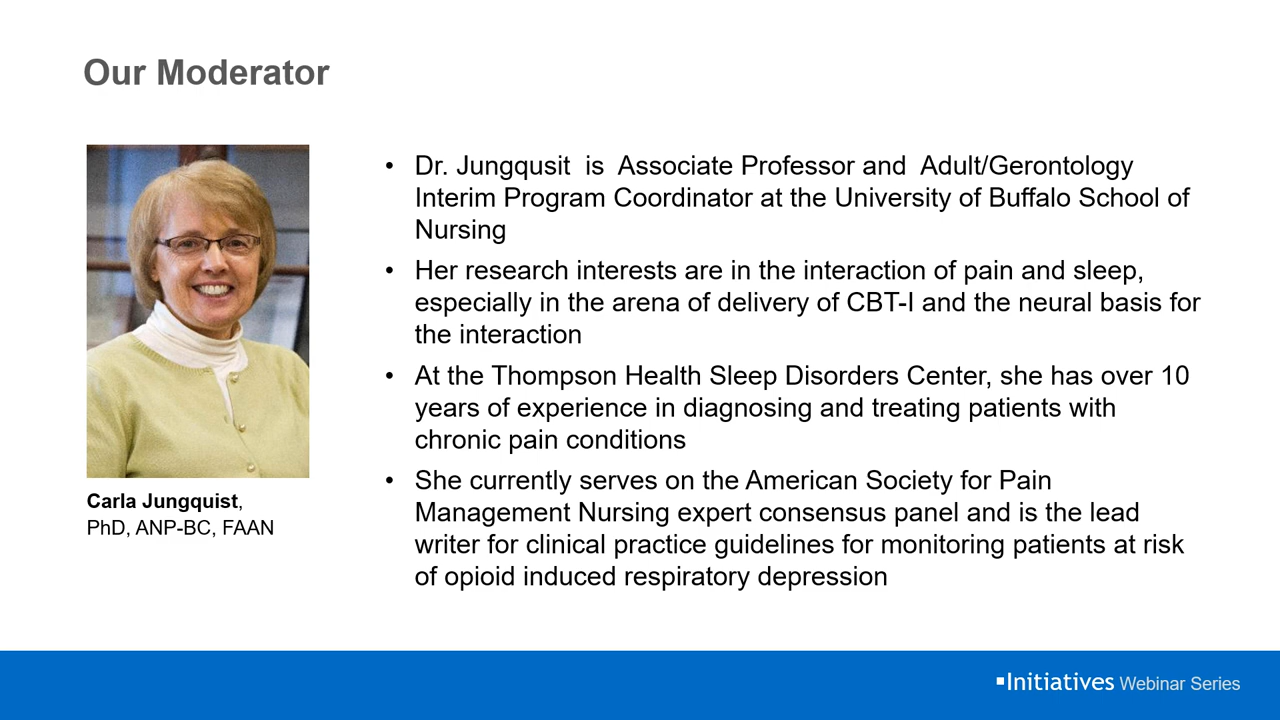 Our Moderator
Carla Jungquist,
PhD, ANP-BC, FAAN
• Dr. Jungqusit  is  Associate Professor and  Adult/Gerontology
Interim Program Coordinator at the University of Buffalo School of
Nursing
• Her research interests are in the interaction of pain and sleep,
especially in the arena of delivery of CBT-I and the neural basis for
the interaction
• At the Thompson Health Sleep Disorders Center, she has over 10
years of experience in diagnosing and treating patients with
chronic pain conditions
• She currently serves on the American Society for Pain
Management Nursing expert consensus panel and is the lead
writer for clinical practice guidelines for monitoring patients at risk
of opioid induced respiratory depression
Initiatives Webinar Series